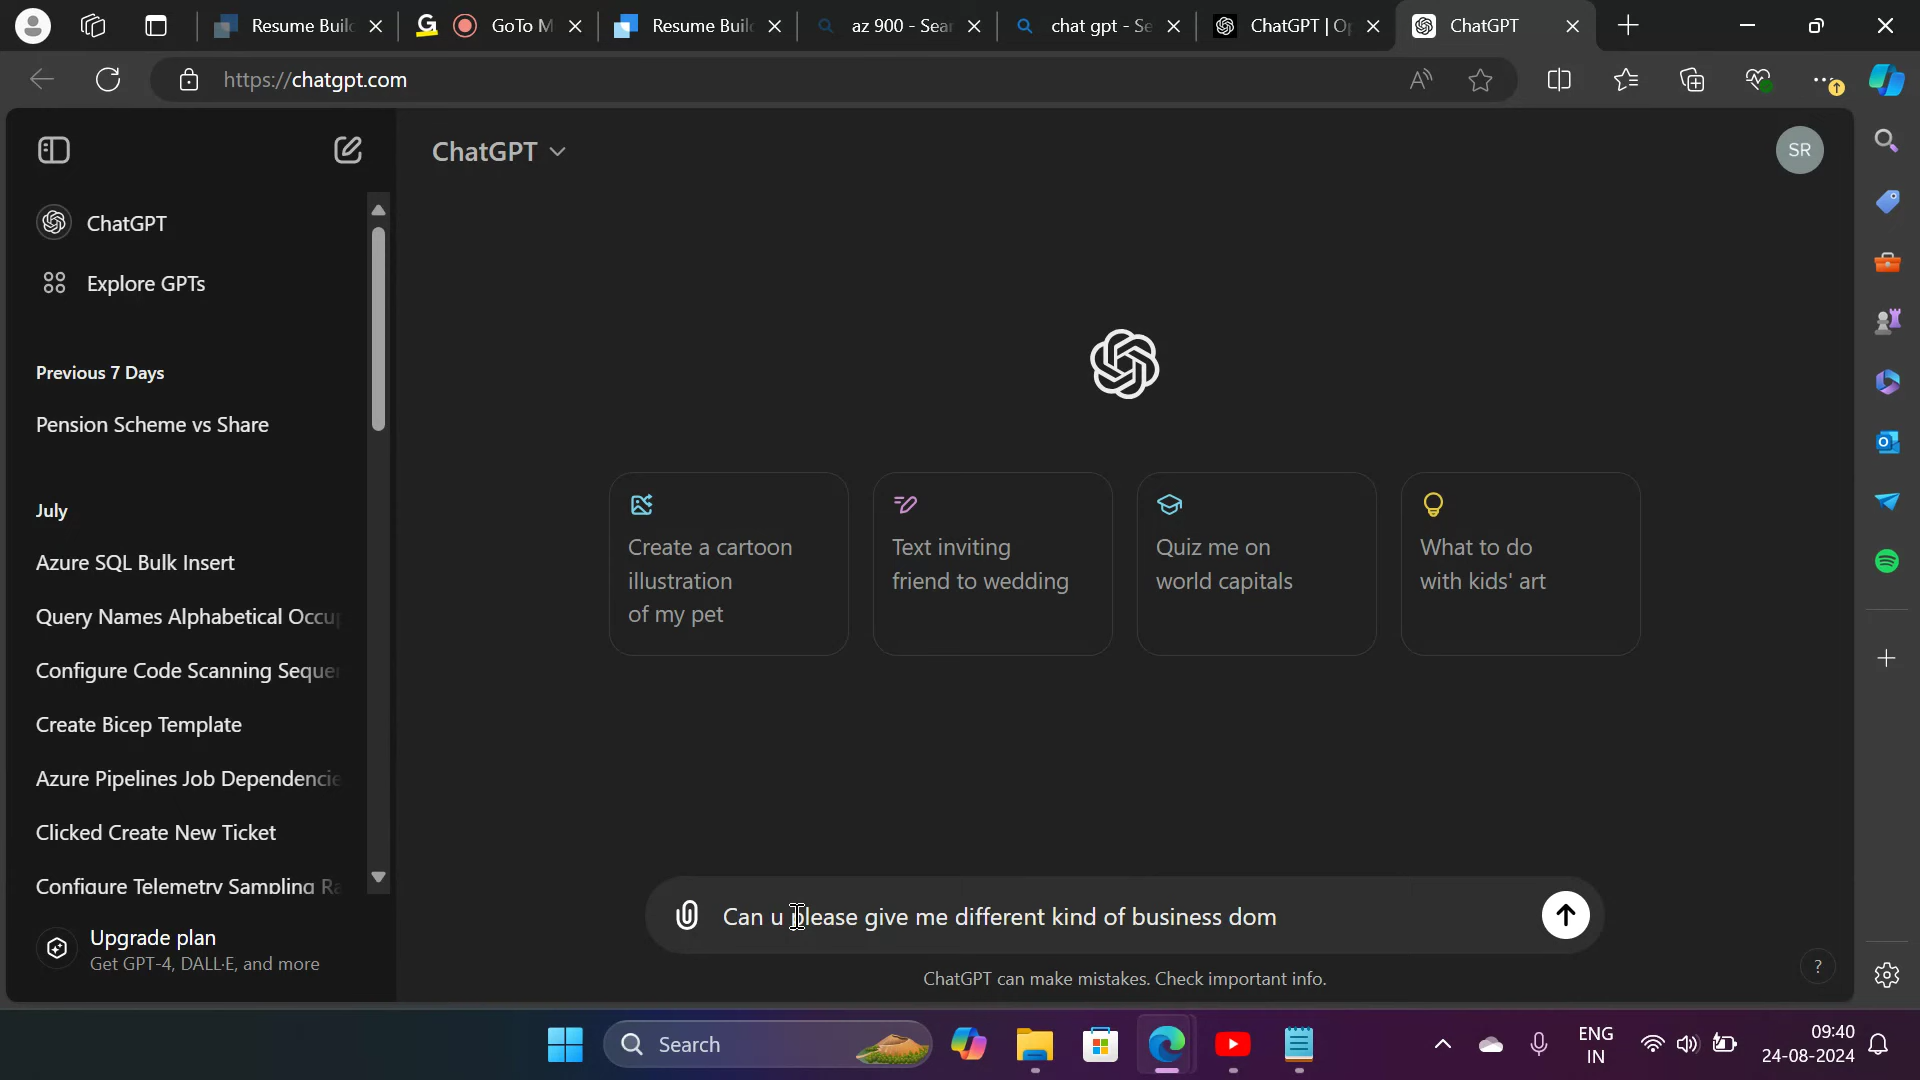 Resume Buil
GoTo M
Resume Buil
az 900 - Sear
chat gpt - Se
ChatGPT | Op
ChatGPT
https://chatgpt.com
ChatGPT
SR
ChatGPT
Explore GPTs
Previous 7 Days
Pension Scheme vs Share
July
Azure SQL Bulk Insert
Query Names Alphabetical Occu
Configure Code Scanning Seque
Create Bicep Template
Azure Pipelines Job Dependencie
Clicked Create New Ticket
Configure Telemetry Sampling Ra
Upgrade plan
Get GPT-4, DALL·E, and more
Create a cartoon
illustration
of my pet
Text inviting
friend to wedding
Quiz me on
world capitals
What to do
with kids' art
Can u please give me different kind of business dom
ChatGPT can make mistakes. Check important info.
?
Search
ENG
IN
09:40
24-08-2024